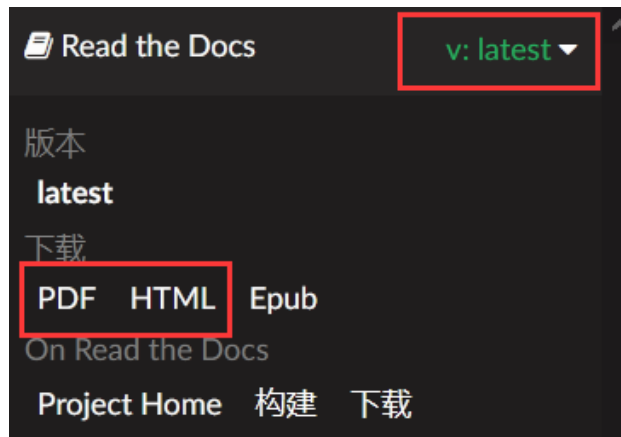 Read the Docs v: latest
版本
latest
下载
PDF HTML Epub
On Read the Docs
Project Home 构建 下载